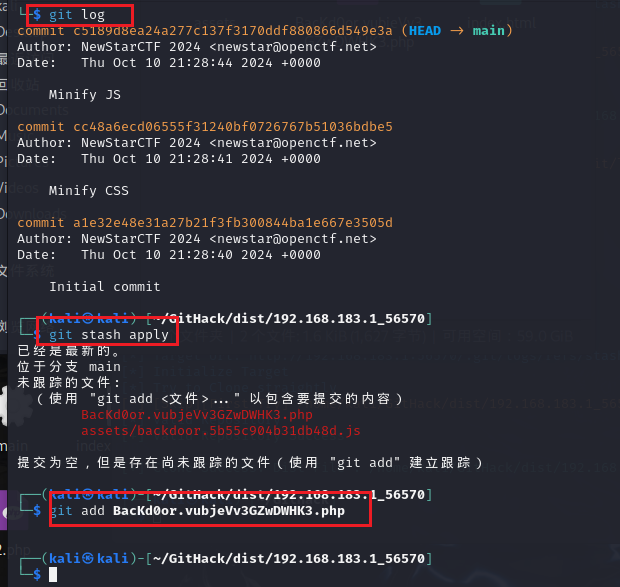 └─$ git log
commit c5189d8ea24a277c137f3170ddf880866d549e3a (HEAD -> main)
Author: NewStarCTF 2024 <newstar@openctf.net>
Date:   Thu Oct 10 21:28:44 2024 +0000
    Minify JS
commit cc48a6ecd06555f31240bf0726767b51036bdbe5
Author: NewStarCTF 2024 <newstar@openctf.net>
Date:   Thu Oct 10 21:28:41 2024 +0000
    Minify CSS
commit a1e32e48e31a27b21f3fb300844ba1e667e3505d
Author: NewStarCTF 2024 <newstar@openctf.net>
Date:   Thu Oct 10 21:28:40 2024 +0000
    Initial commit
┌──(kali㉿kali)-[~/GitHack/dist/192.168.183.1_56570]
└─$ git stash apply
已经是最新的。
位于分支 main
未跟踪的文件:
  （使用 "git add <文件>..." 以包含要提交的内容）
        BacKd0or.vubjeVv3GZwDWHK3.php
        assets/backdoor.5b55c904b31db48d.js
提交为空，但是存在尚未跟踪的文件（使用 "git add" 建立跟踪）
┌──(kali㉿kali)-[~/GitHack/dist/192.168.183.1_56570]
└─$ git add BacKd0or.vubjeVv3GZwDWHK3.php
┌──(kali㉿kali)-[~/GitHack/dist/192.168.183.1_56570]
└─$